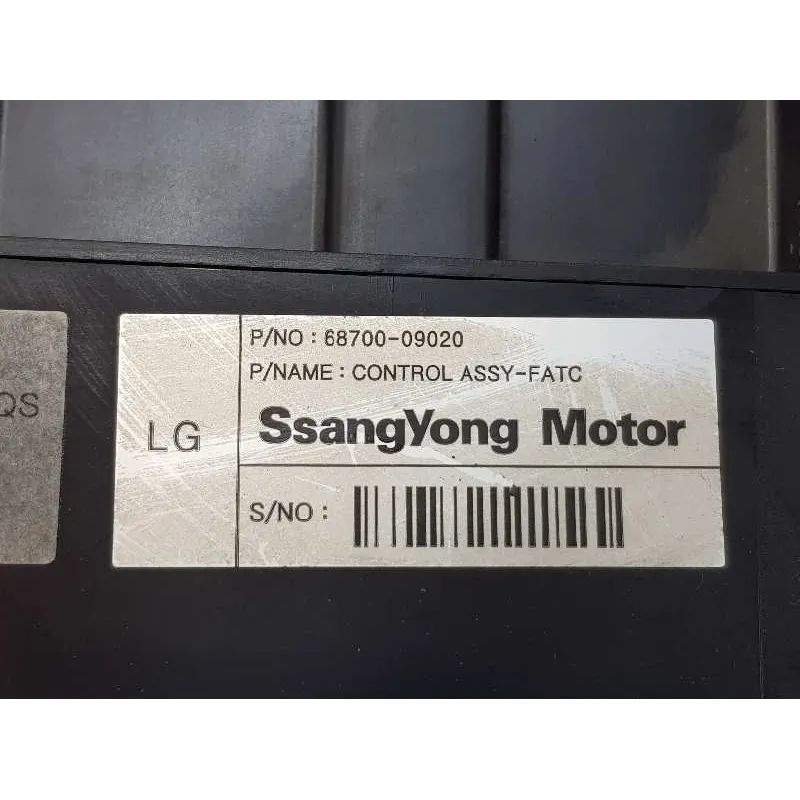 QS
LG
P/NO : 68700-09020
P/NAME : CONTROL ASSY-FATC
SsangYong Motor
S/NO :